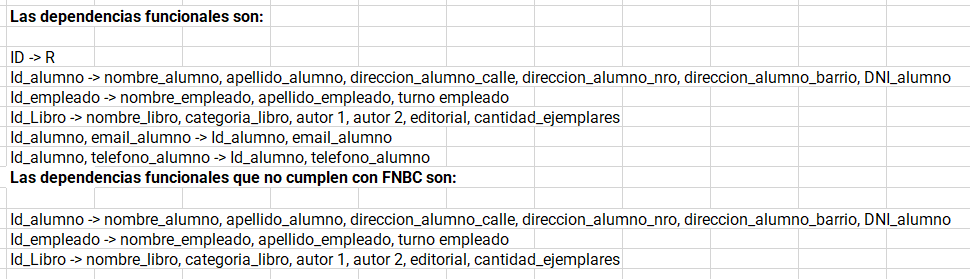 Las dependencias funcionales son:
ID -> R
Id_alumno -> nombre_alumno, apellido_alumno, direccion_alumno_calle, direccion_alumno_nro, direccion_alumno_barrio, DNI_alumno
Id_empleado -> nombre_empleado, apellido_empleado, turno empleado
Id_Libro -> nombre_libro, categoria_libro, autor 1, autor 2, editorial, cantidad_ejemplares
Id_alumno, email_alumno -> Id_alumno, email_alumno
Id_alumno, telefono_alumno -> Id_alumno, telefono_alumno
Las dependencias funcionales que no cumplen con FNBC son:
Id_alumno -> nombre_alumno, apellido_alumno, direccion_alumno_calle, direccion_alumno_nro, direccion_alumno_barrio, DNI_alumno
Id_empleado -> nombre_empleado, apellido_empleado, turno empleado
Id_Libro -> nombre_libro, categoria_libro, autor 1, autor 2, editorial, cantidad_ejemplares